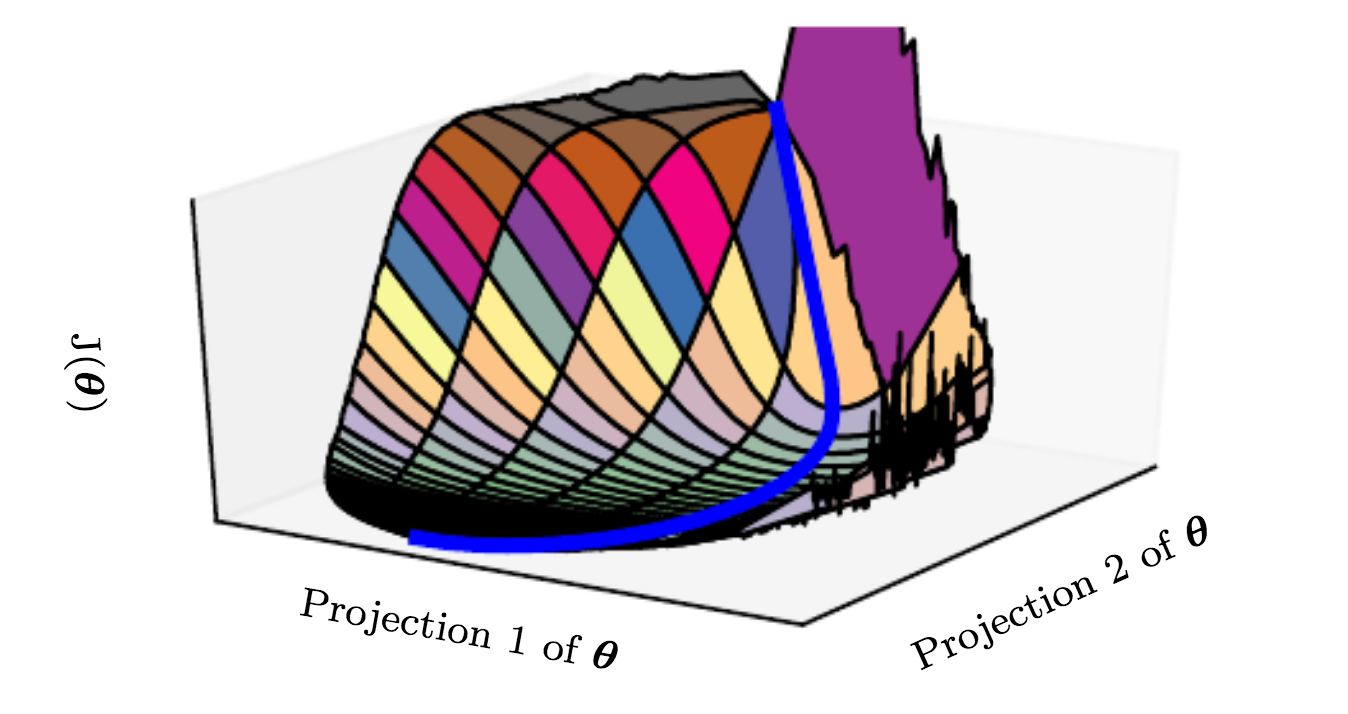 J(θ)
Projection 1 of θ
Projection 2 of θ